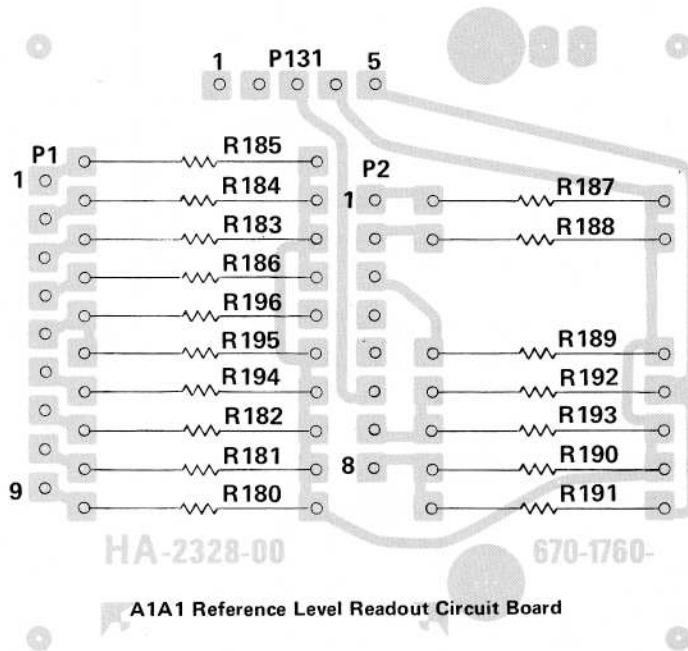 1 P131 5
R185
P1
P2
R184
1
1
R187
R183
R188
R186
R196
R195
R189
R194
R192
R182
R193
R181
8
R190
9
R180
R191
HA-2328-00 670-1760-
A1A1 Reference Level Readout Circuit Board